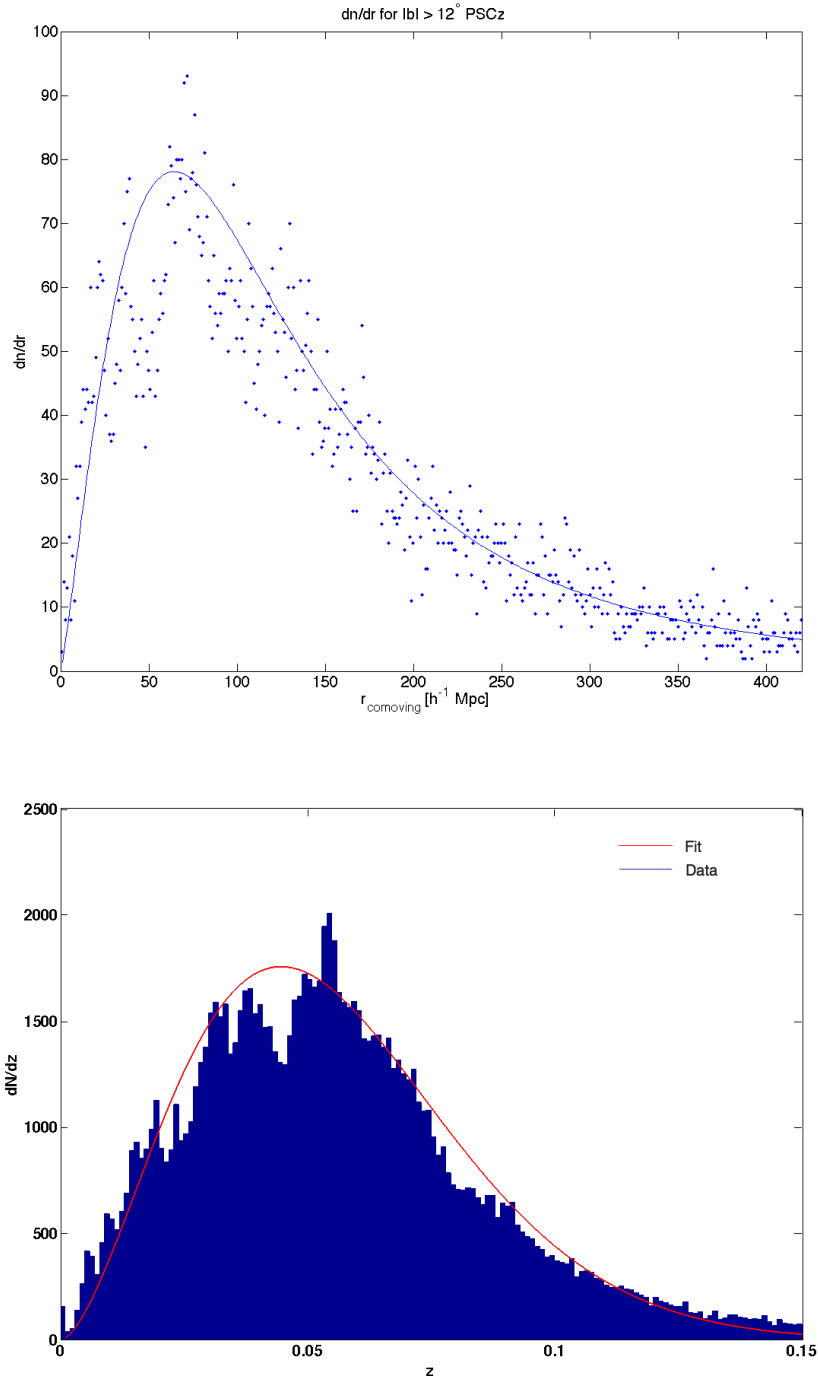 dn/dr for |b| > 12° PSCz
100
90
80
70
60
50
40
30
20
10
0
dn/dr
0 50 100 150 200 250 300 350 400
r_comoving [h⁻¹ Mpc]
2500
2000
1500
1000
500
0
dN/dz
Fit
Data
0 0.05 0.1 0.15
z